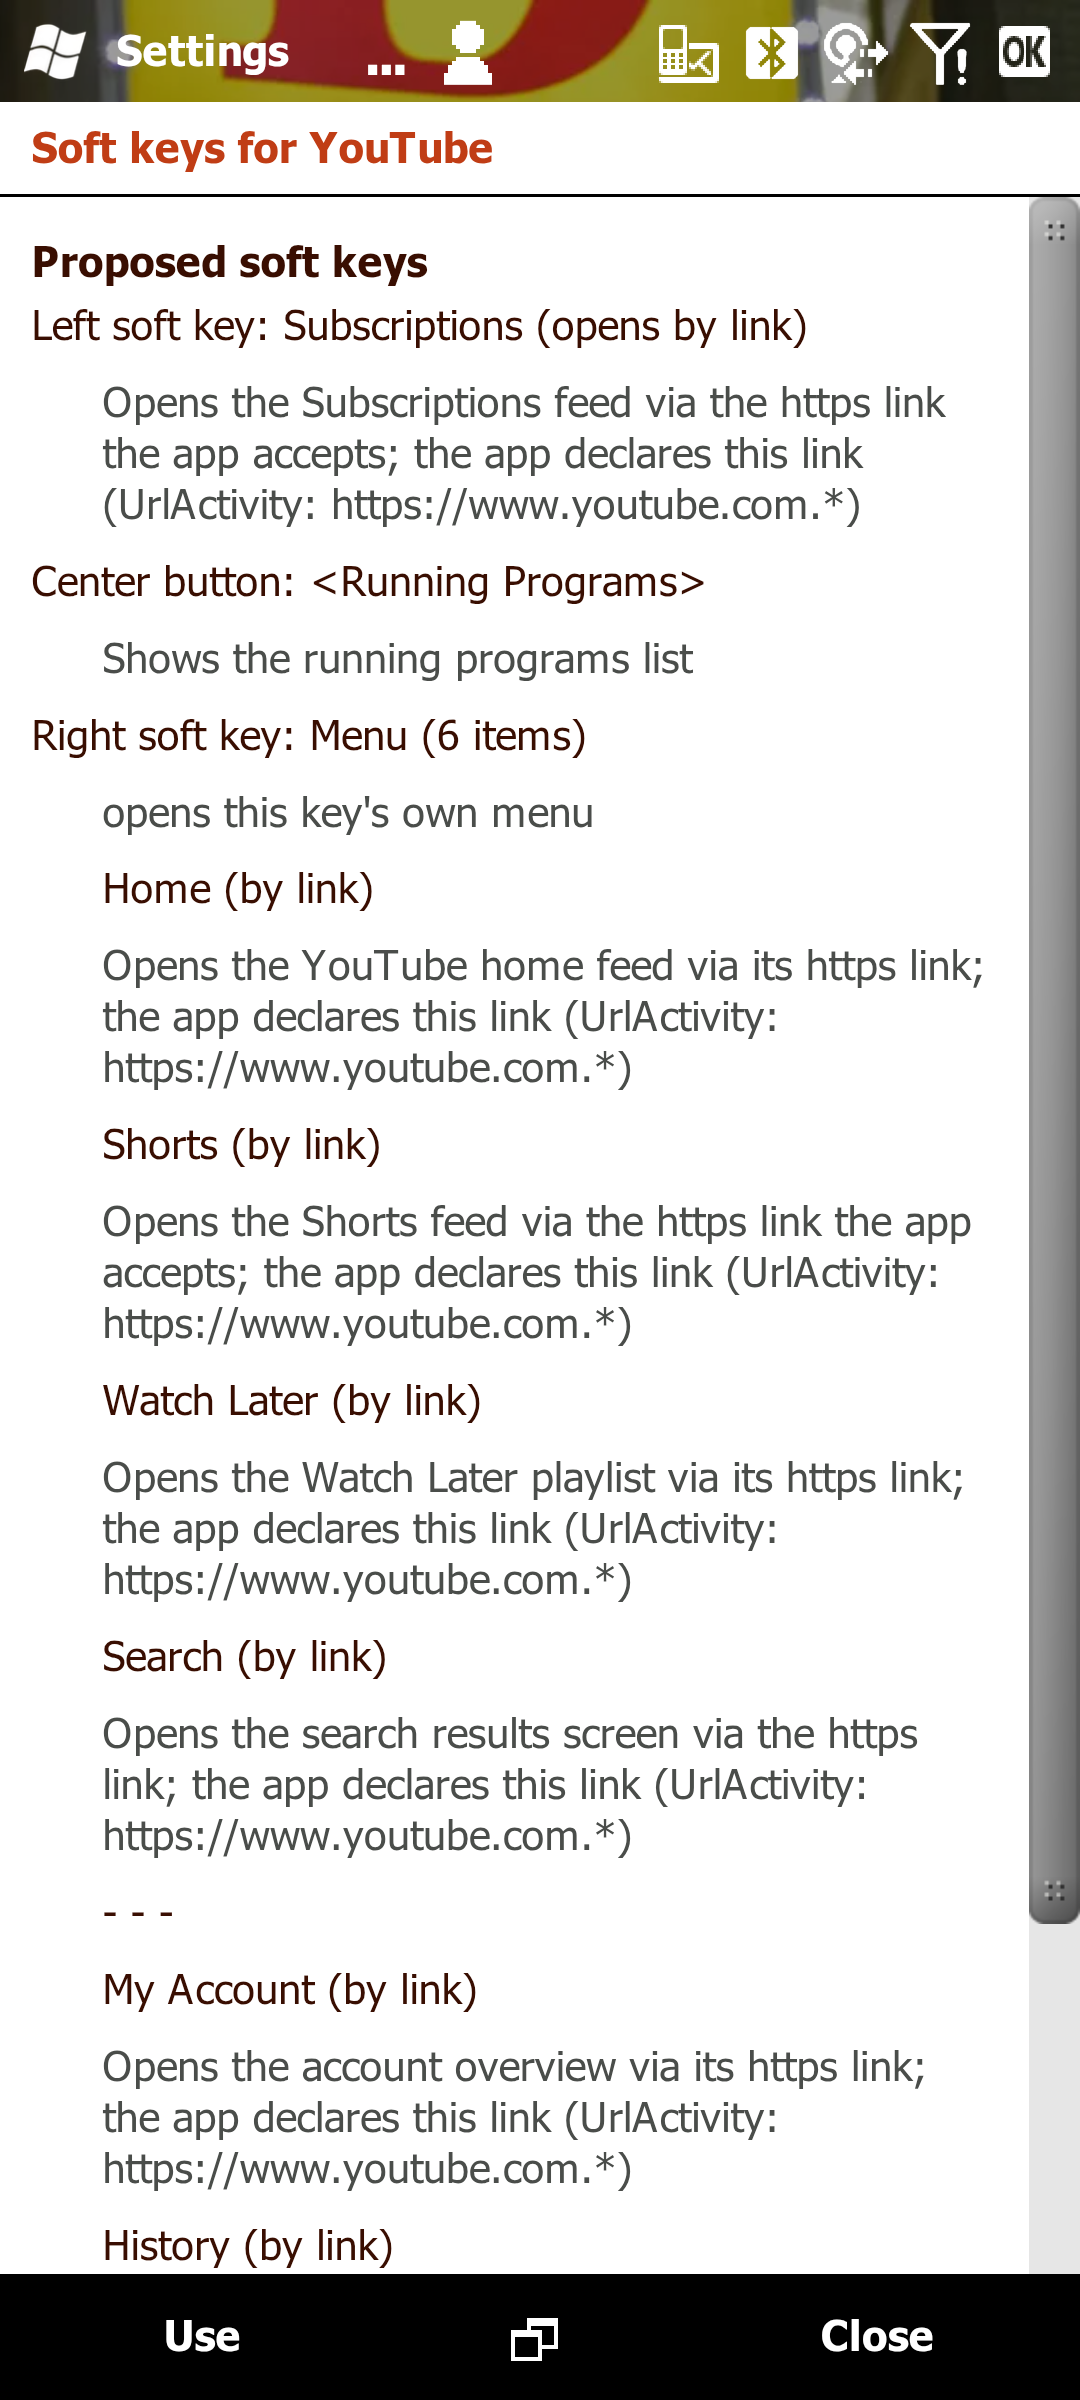 Settings ... OK
Soft keys for YouTube
Proposed soft keys
Left soft key: Subscriptions (opens by link)
Opens the Subscriptions feed via the https link
the app accepts; the app declares this link
(UrlActivity: https://www.youtube.com.*)
Center button: <Running Programs>
Shows the running programs list
Right soft key: Menu (6 items)
opens this key's own menu
Home (by link)
Opens the YouTube home feed via its https link;
the app declares this link (UrlActivity:
https://www.youtube.com.*)
Shorts (by link)
Opens the Shorts feed via the https link the app
accepts; the app declares this link (UrlActivity:
https://www.youtube.com.*)
Watch Later (by link)
Opens the Watch Later playlist via its https link;
the app declares this link (UrlActivity:
https://www.youtube.com.*)
Search (by link)
Opens the search results screen via the https
link; the app declares this link (UrlActivity:
https://www.youtube.com.*)
- - -
My Account (by link)
Opens the account overview via its https link;
the app declares this link (UrlActivity:
https://www.youtube.com.*)
History (by link)
Use Close